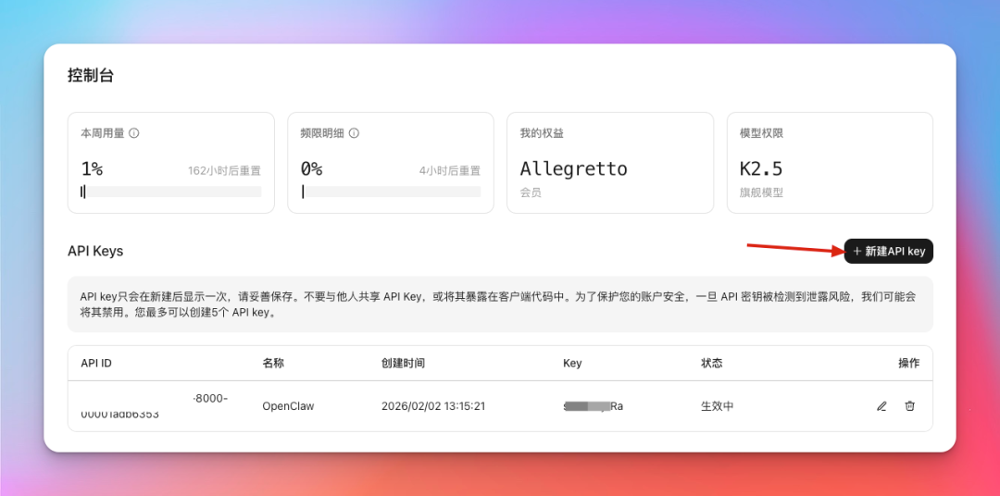 控制台
本周用量
1%
162小时后重置
频限明细
0%
4小时后重置
我的权益
Allegretto
会员
模型权限
K2.5
旗舰模型
API Keys
+ 新建API key
API key只会在新建后显示一次，请妥善保存。不要与他人共享 API Key，或将其暴露在客户端代码中。为了保护您的账户安全，一旦 API 密钥被检测到泄露风险，我们可能会
将其禁用。您最多可以创建5个 API key。
API ID 名称 创建时间 Key 状态 操作
-8000-
00001adb6353 OpenClaw 2026/02/02 13:15:21 Ra 生效中